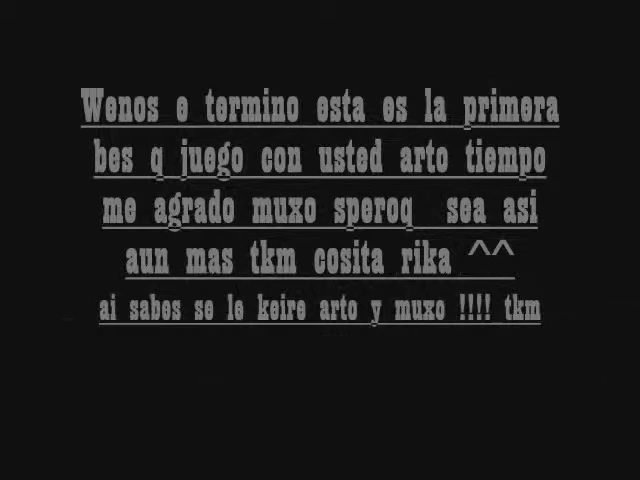 Wenos e termino esta es la primera
bes q juego con usted arto tiempo
me agrado muxo speroq sea asi
aun mas tkm cosita rika ^^
ai sabes se le keire arto y muxo !!!! tkm